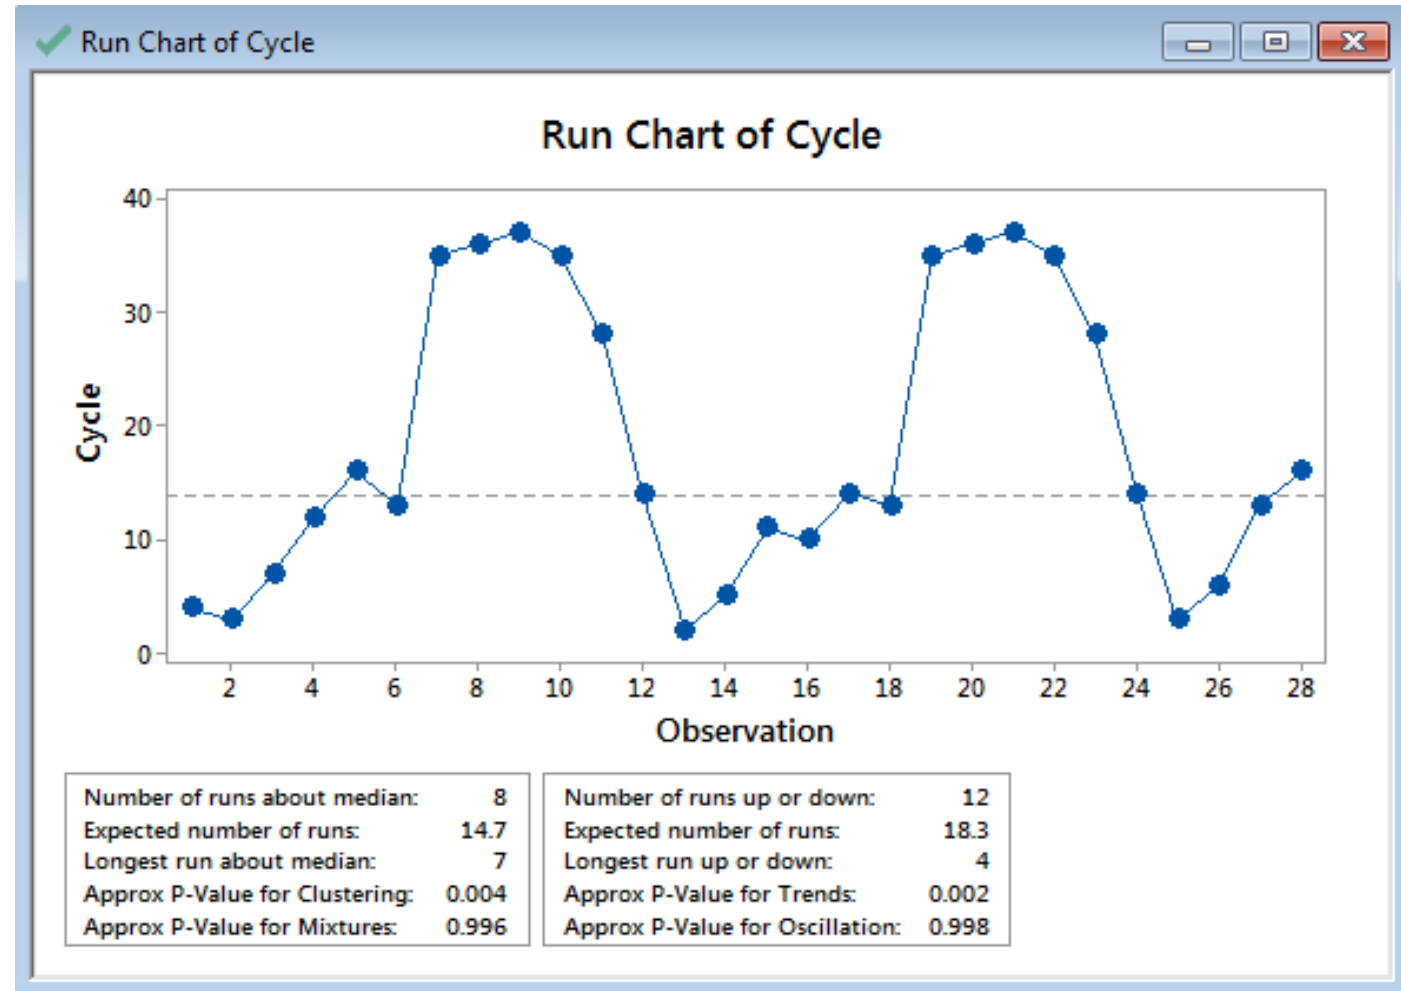 Run Chart of Cycle
Run Chart of Cycle
40
30
20
10
0
Cycle
2 4 6 8 10 12 14 16 18 20 22 24 26 28
Observation
Number of runs about median: 8
Expected number of runs: 14.7
Longest run about median: 7
Approx P-Value for Clustering: 0.004
Approx P-Value for Mixtures: 0.996
Number of runs up or down: 12
Expected number of runs: 18.3
Longest run up or down: 4
Approx P-Value for Trends: 0.002
Approx P-Value for Oscillation: 0.998